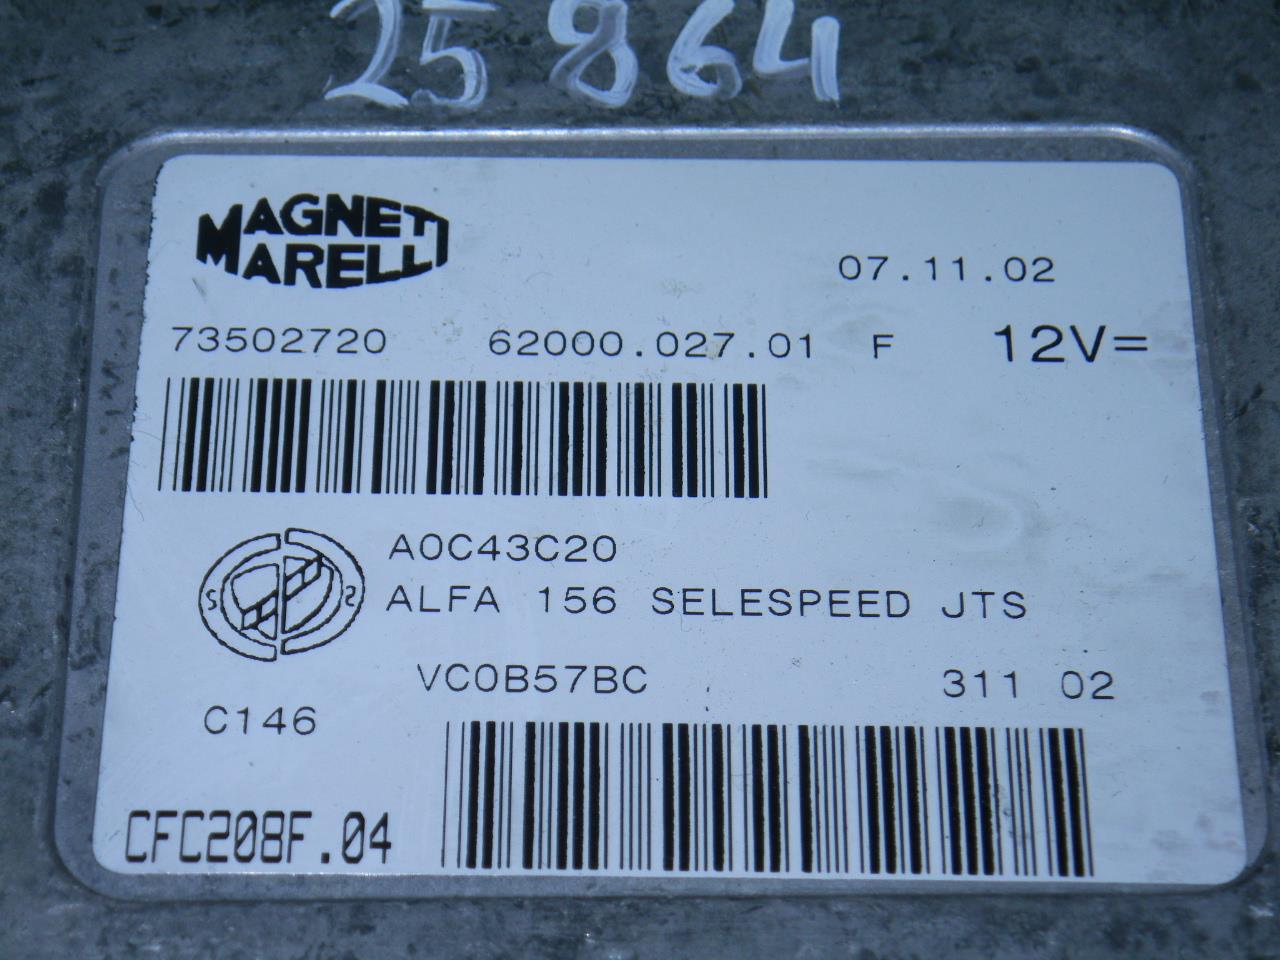 25864
MAGNETI
MARELLI
07.11.02
73502720 62000.027.01 F 12V=
A0C43C20
ALFA 156 SELESPEED JTS
VC0B57BC 311 02
C146
CFC208F.04